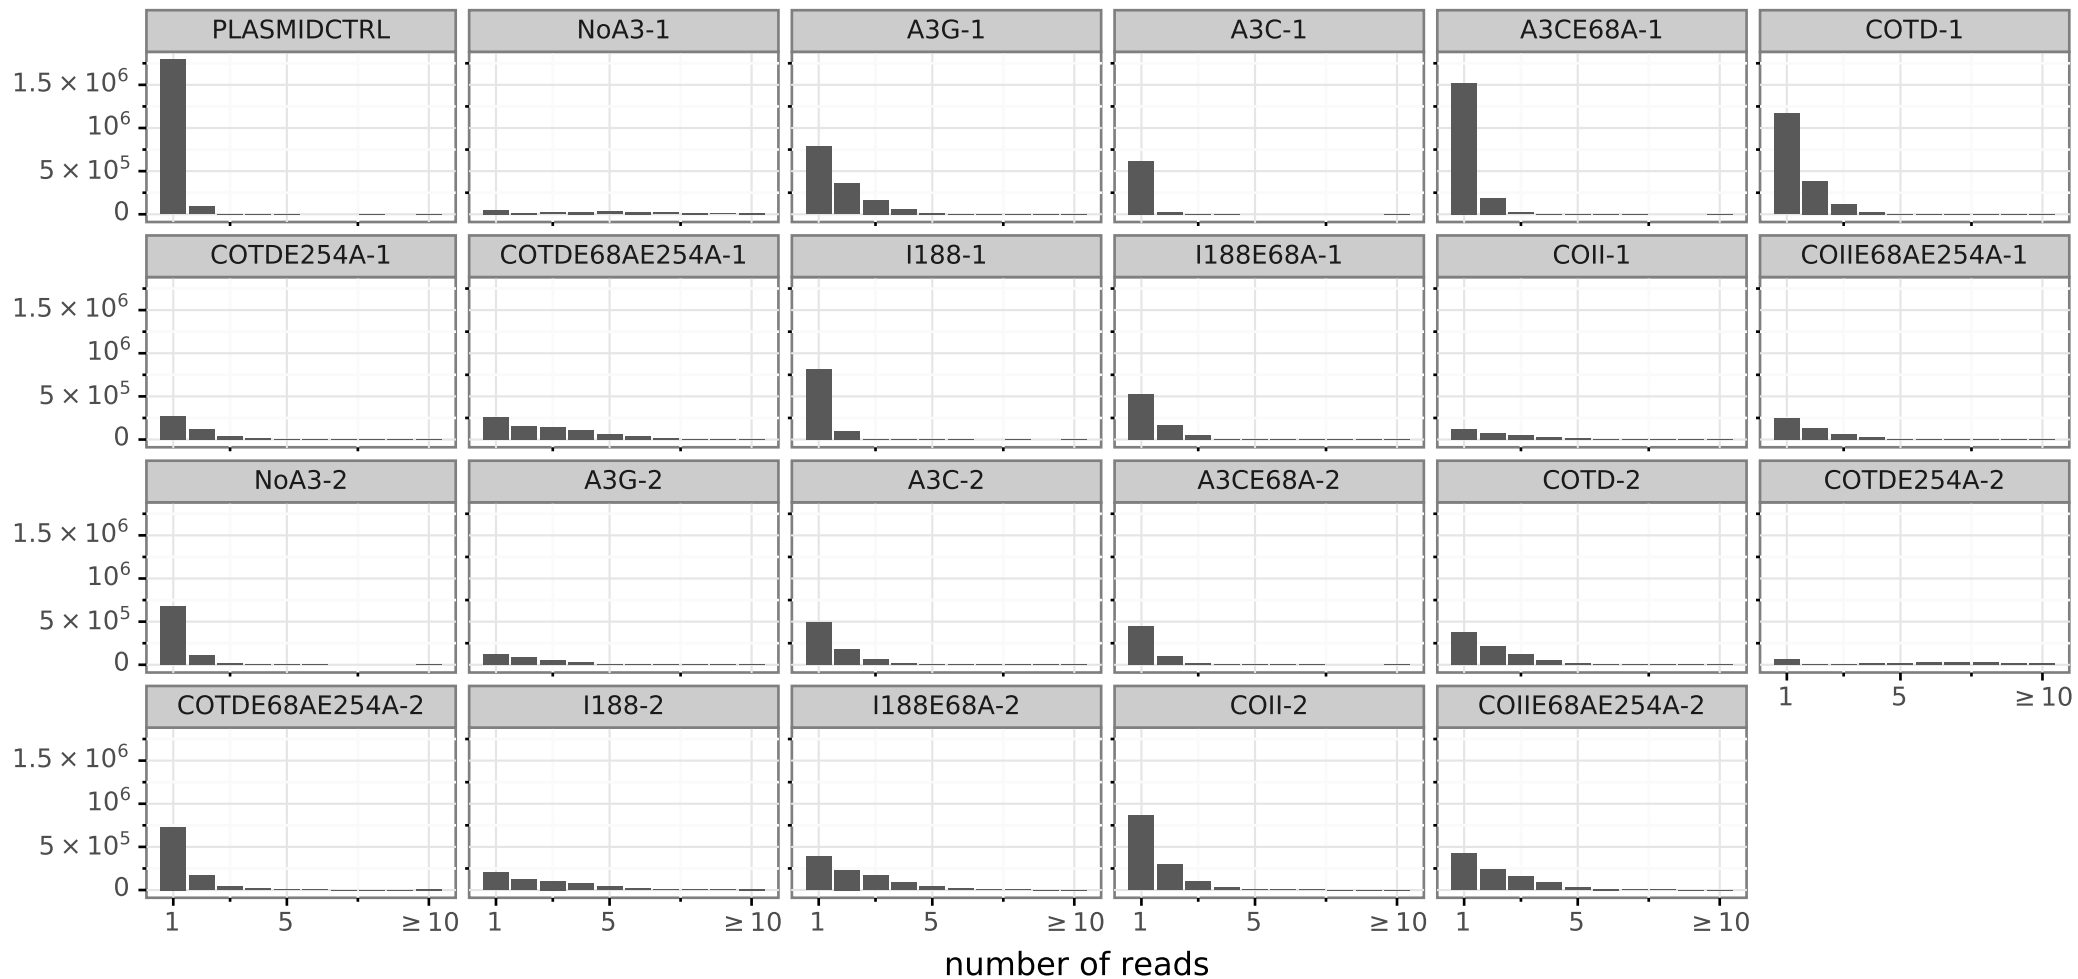 PLASMIDCTRL NoA3-1 A3G-1 A3C-1 A3CE68A-1 COTD-1
1.5 × 10⁶
10⁶
5 × 10⁵
0
COTDE254A-1 COTDE68AE254A-1 I188-1 I188E68A-1 COII-1 COIIE68AE254A-1
1.5 × 10⁶
10⁶
5 × 10⁵
0
NoA3-2 A3G-2 A3C-2 A3CE68A-2 COTD-2 COTDE254A-2
1.5 × 10⁶
10⁶
5 × 10⁵
0
1 5 ≥ 10
COTDE68AE254A-2 I188-2 I188E68A-2 COII-2 COIIE68AE254A-2
1.5 × 10⁶
10⁶
5 × 10⁵
0
1 5 ≥ 10 1 5 ≥ 10 1 5 ≥ 10 1 5 ≥ 10 1 5 ≥ 10
number of reads